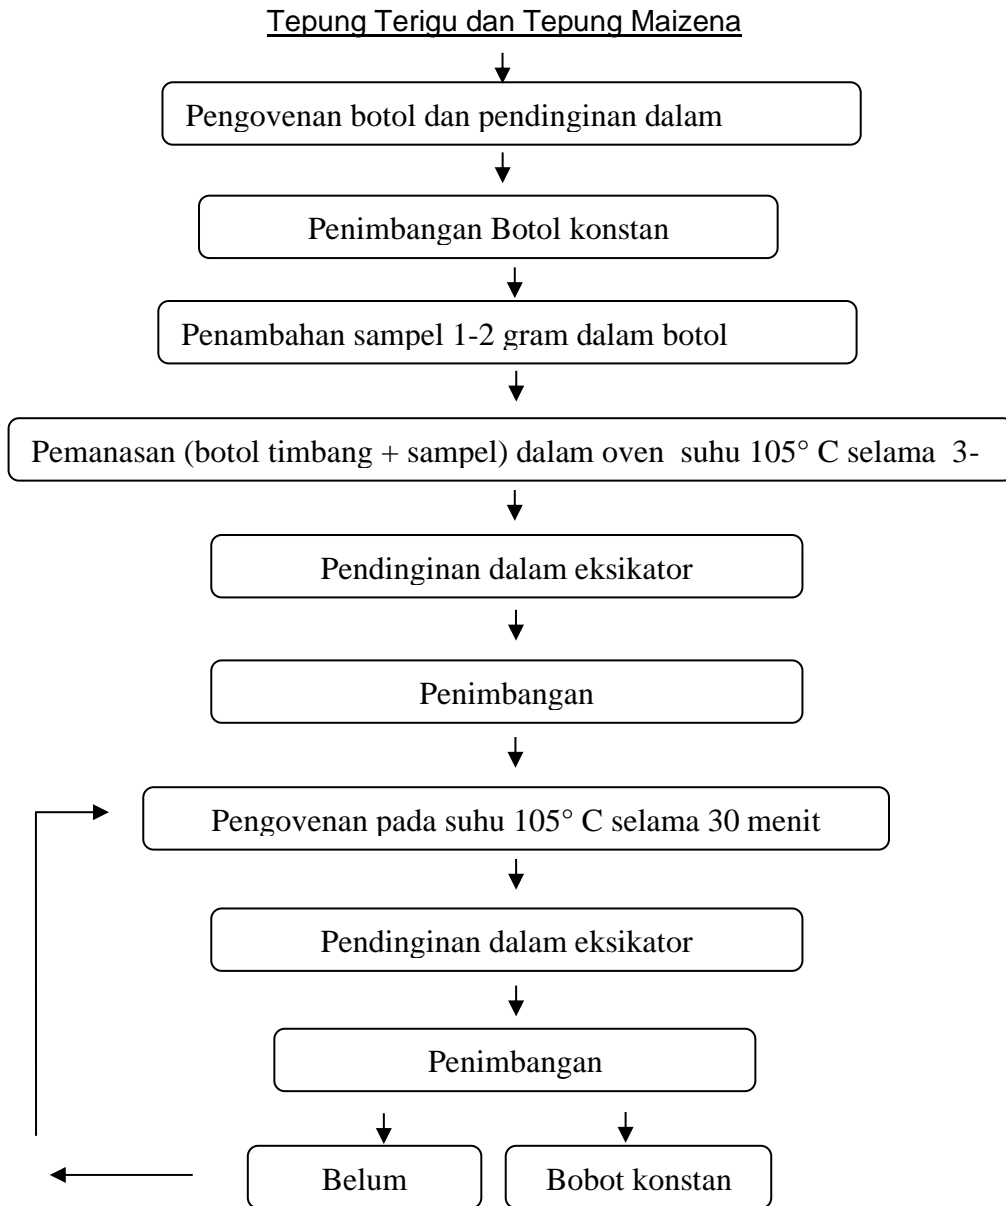 Tepung Terigu dan Tepung Maizena
Pengovenan botol dan pendinginan dalam
Penimbangan Botol konstan
Penambahan sampel 1-2 gram dalam botol
Pemanasan (botol timbang + sampel) dalam oven suhu 105° C selama 3-
Pendinginan dalam eksikator
Penimbangan
Pengovenan pada suhu 105° C selama 30 menit
Pendinginan dalam eksikator
Penimbangan
Belum
Bobot konstan